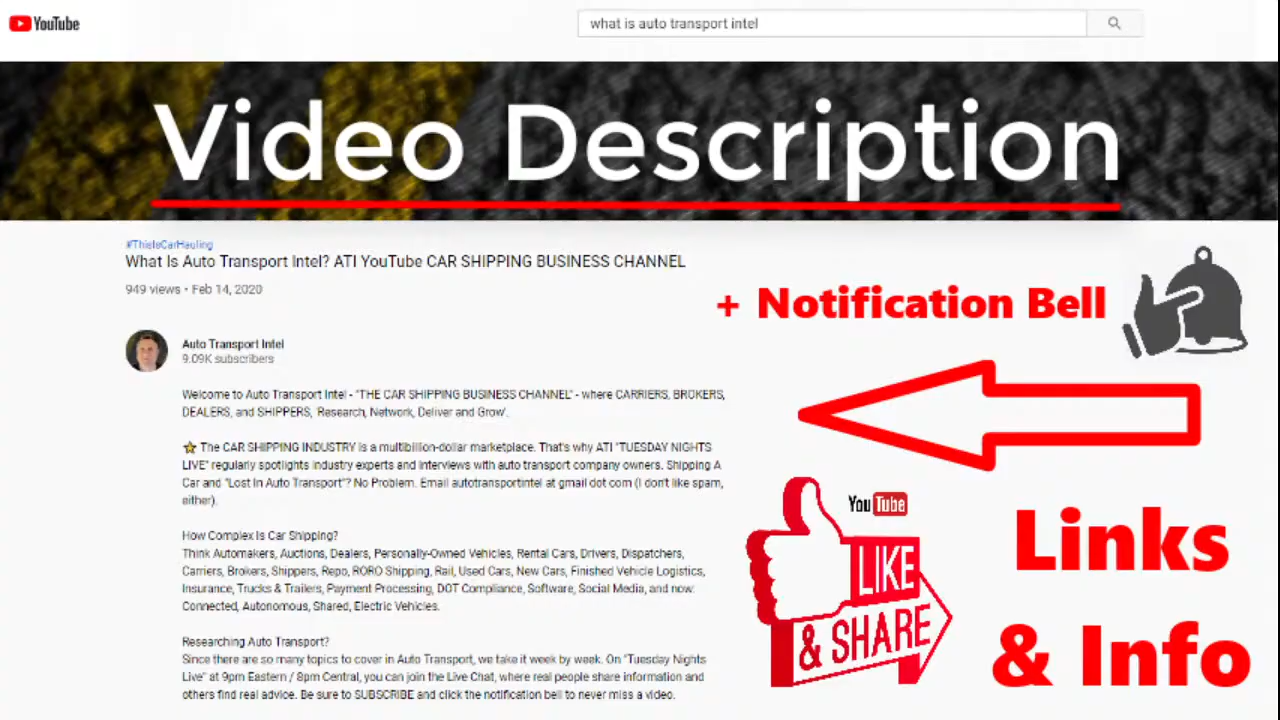 YouTube
what is auto transport intel
Video Description
#ThisIsCarHauling
What Is Auto Transport Intel? ATI YouTube CAR SHIPPING BUSINESS CHANNEL
949 views • Feb 14, 2020
+ Notification Bell
Auto Transport Intel
9.09K subscribers
Welcome to Auto Transport Intel - "THE CAR SHIPPING BUSINESS CHANNEL" - where CARRIERS, BROKERS,
DEALERS, and SHIPPERS, 'Research, Network, Deliver and Grow'.
⭐ The CAR SHIPPING INDUSTRY is a multibillion-dollar marketplace. That's why ATI "TUESDAY NIGHTS
LIVE" regularly spotlights industry experts and interviews with auto transport company owners. Shipping A
Car and "Lost In Auto Transport"? No Problem. Email autotransportintel at gmail dot com (I don't like spam,
either).
How Complex Is Car Shipping?
Think Automakers, Auctions, Dealers, Personally-Owned Vehicles, Rental Cars, Drivers, Dispatchers,
Carriers, Brokers, Shippers, Repo, RORO Shipping, Rail, Used Cars, New Cars, Finished Vehicle Logistics,
Insurance, Trucks & Trailers, Payment Processing, DOT Compliance, Software, Social Media, and now:
Connected, Autonomous, Shared, Electric Vehicles.
Researching Auto Transport?
Since there are so many topics to cover in Auto Transport, we take it week by week. On "Tuesday Nights
Live" at 9pm Eastern / 8pm Central, you can join the Live Chat, where real people share information and
others find real advice. Be sure to SUBSCRIBE and click the notification bell to never miss a video.
YouTube
LIKE
& SHARE
Links
& Info